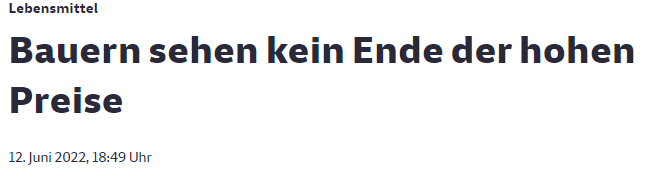 Lebensmittel
Bauern sehen kein Ende der hohen
Preise
12. Juni 2022, 18:49 Uhr